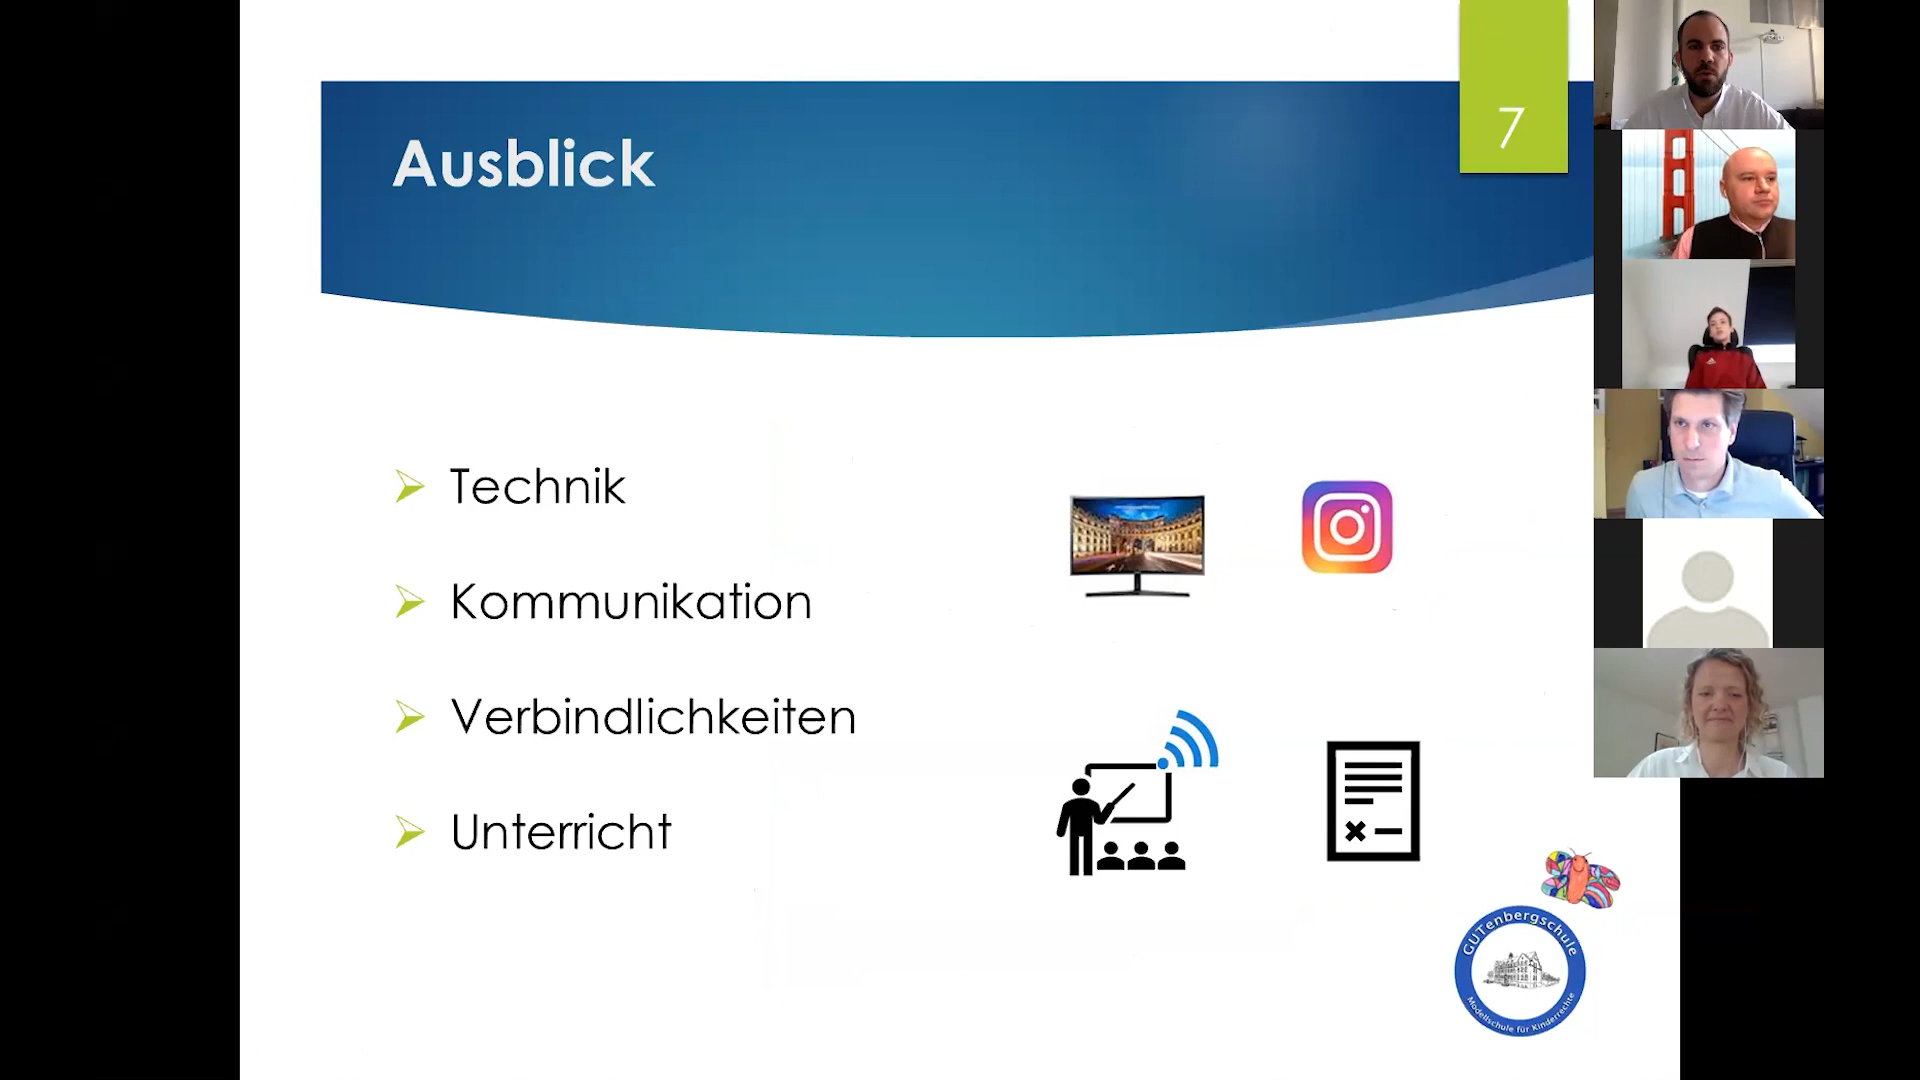 Ausblick
7
Technik
Kommunikation
Verbindlichkeiten
Unterricht
GUTenbergschule
Modellschule für Kinderrechte